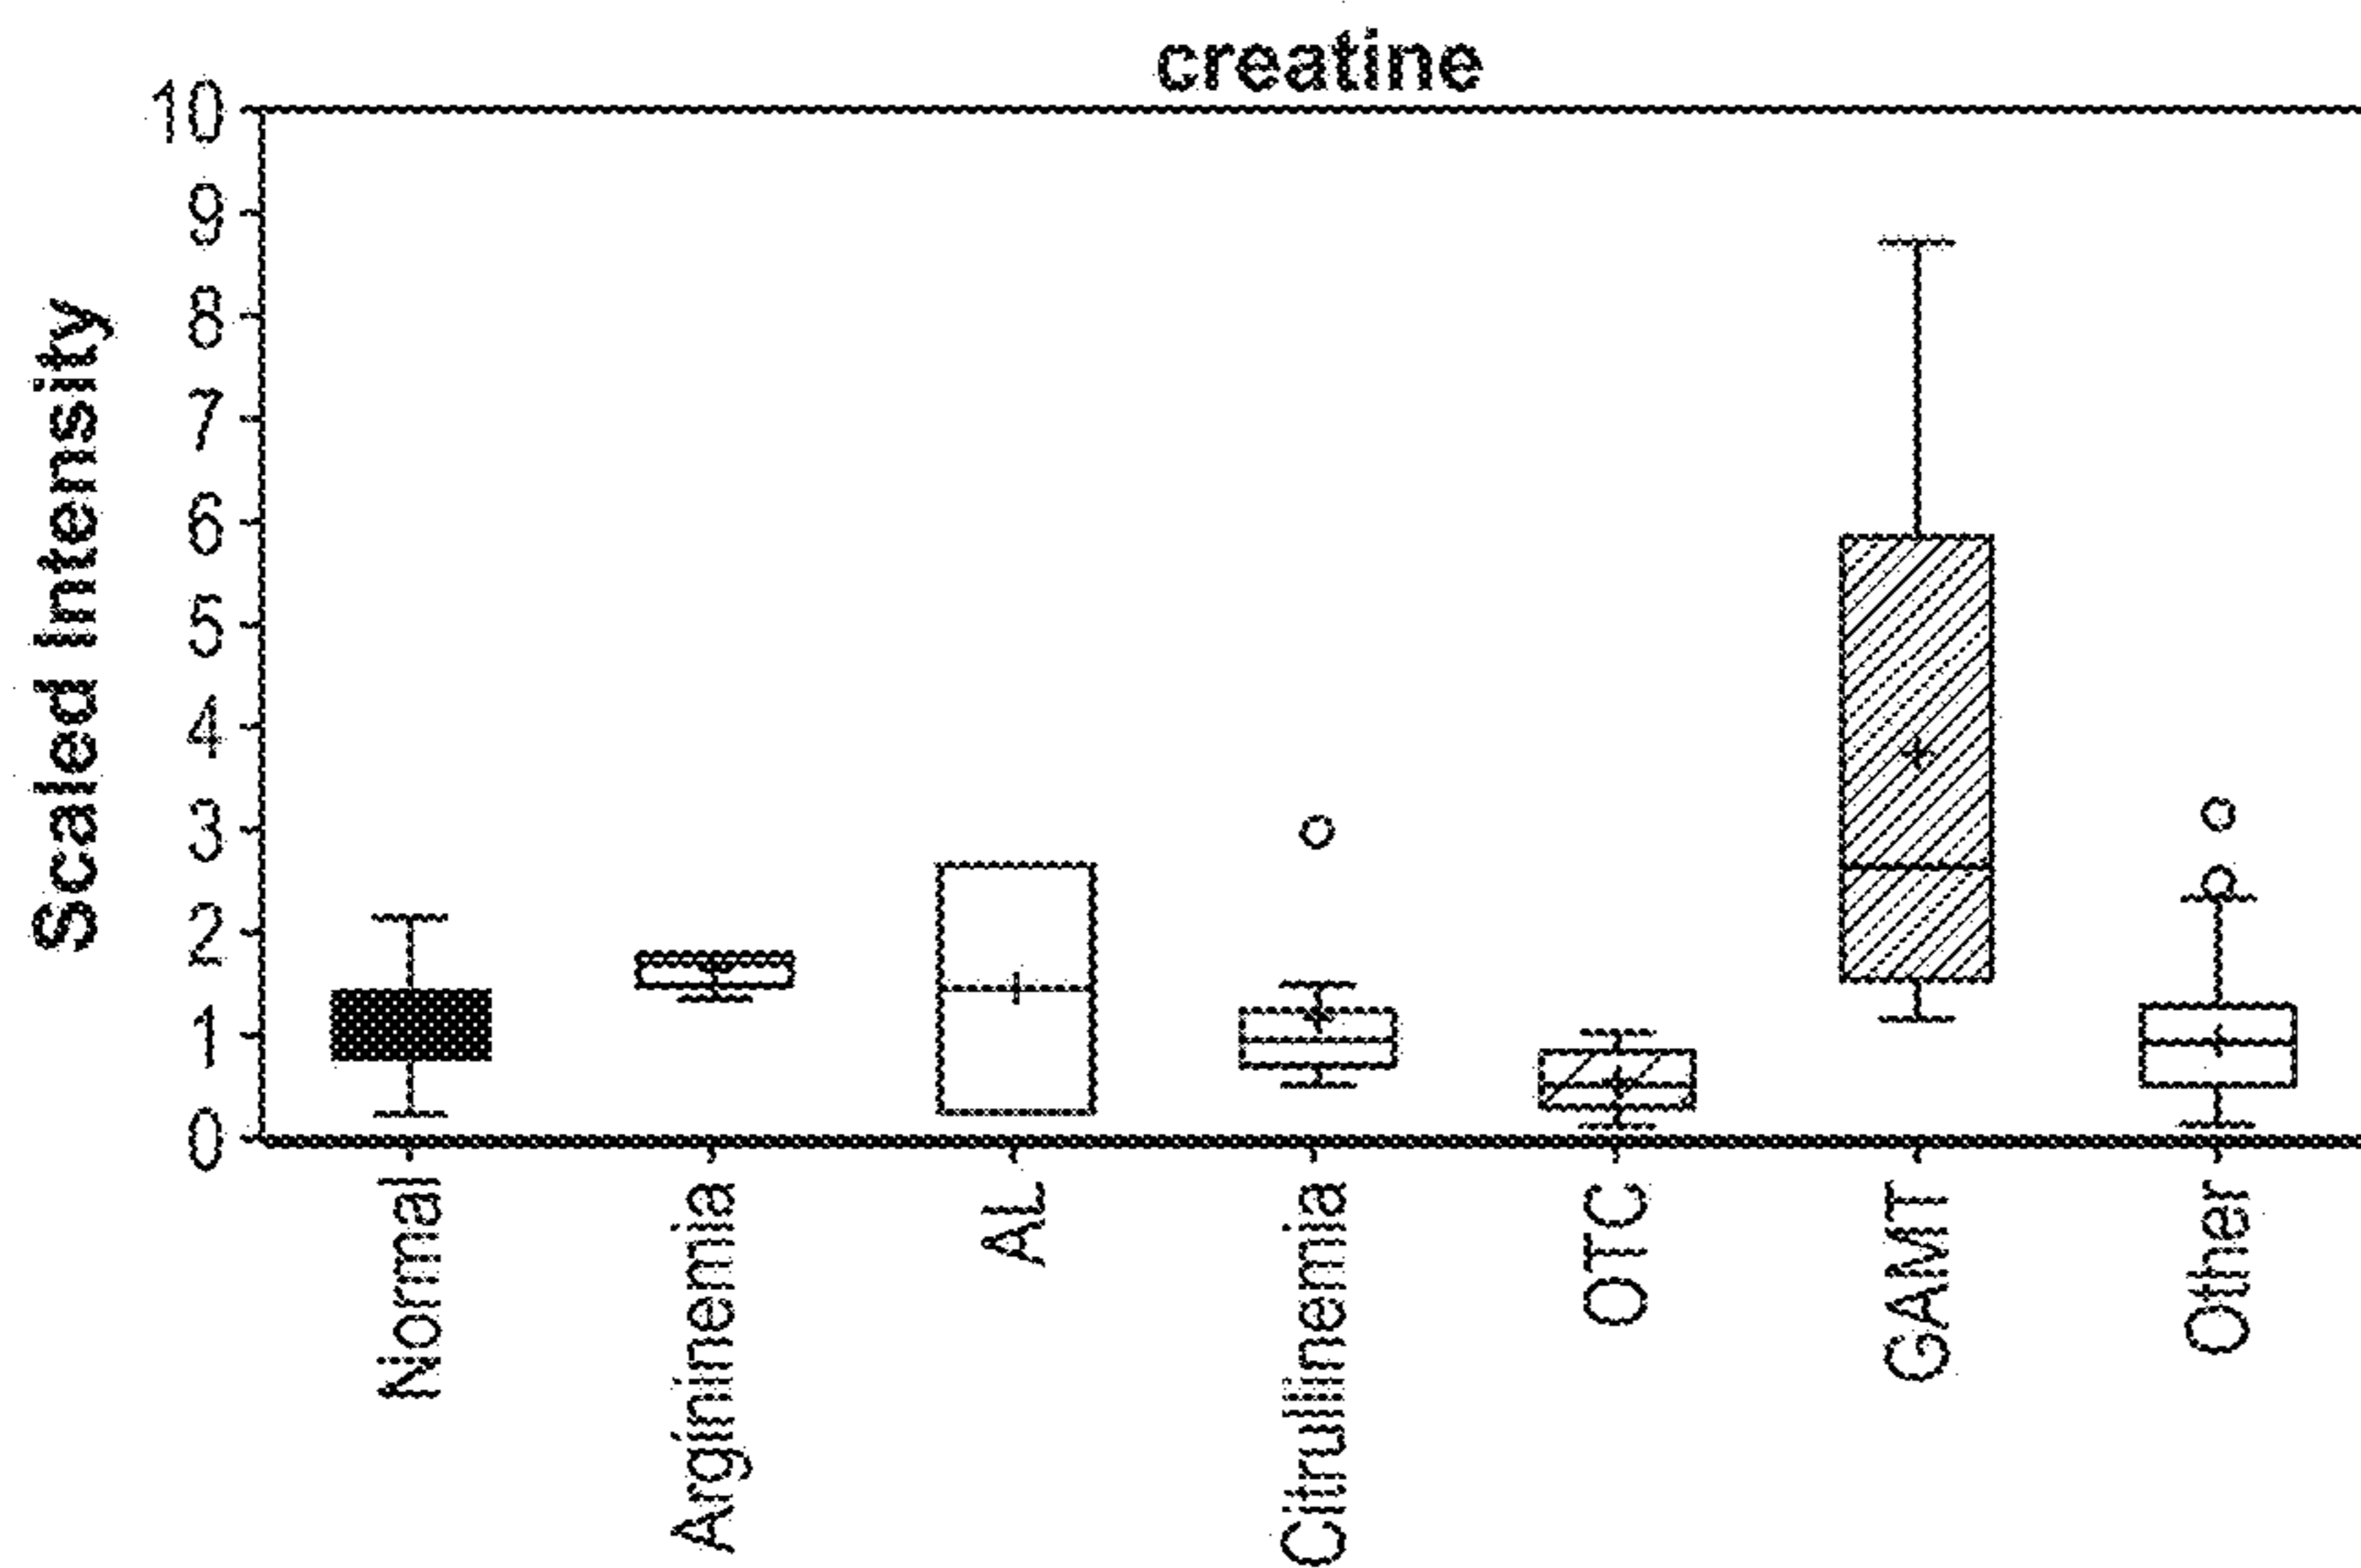 creatine
Scaled Intensity
10
9
8
7
6
5
4
3
2
1
0
Normal
Argininemia
AL
Citrullinemia
OTC
GAMT
Other